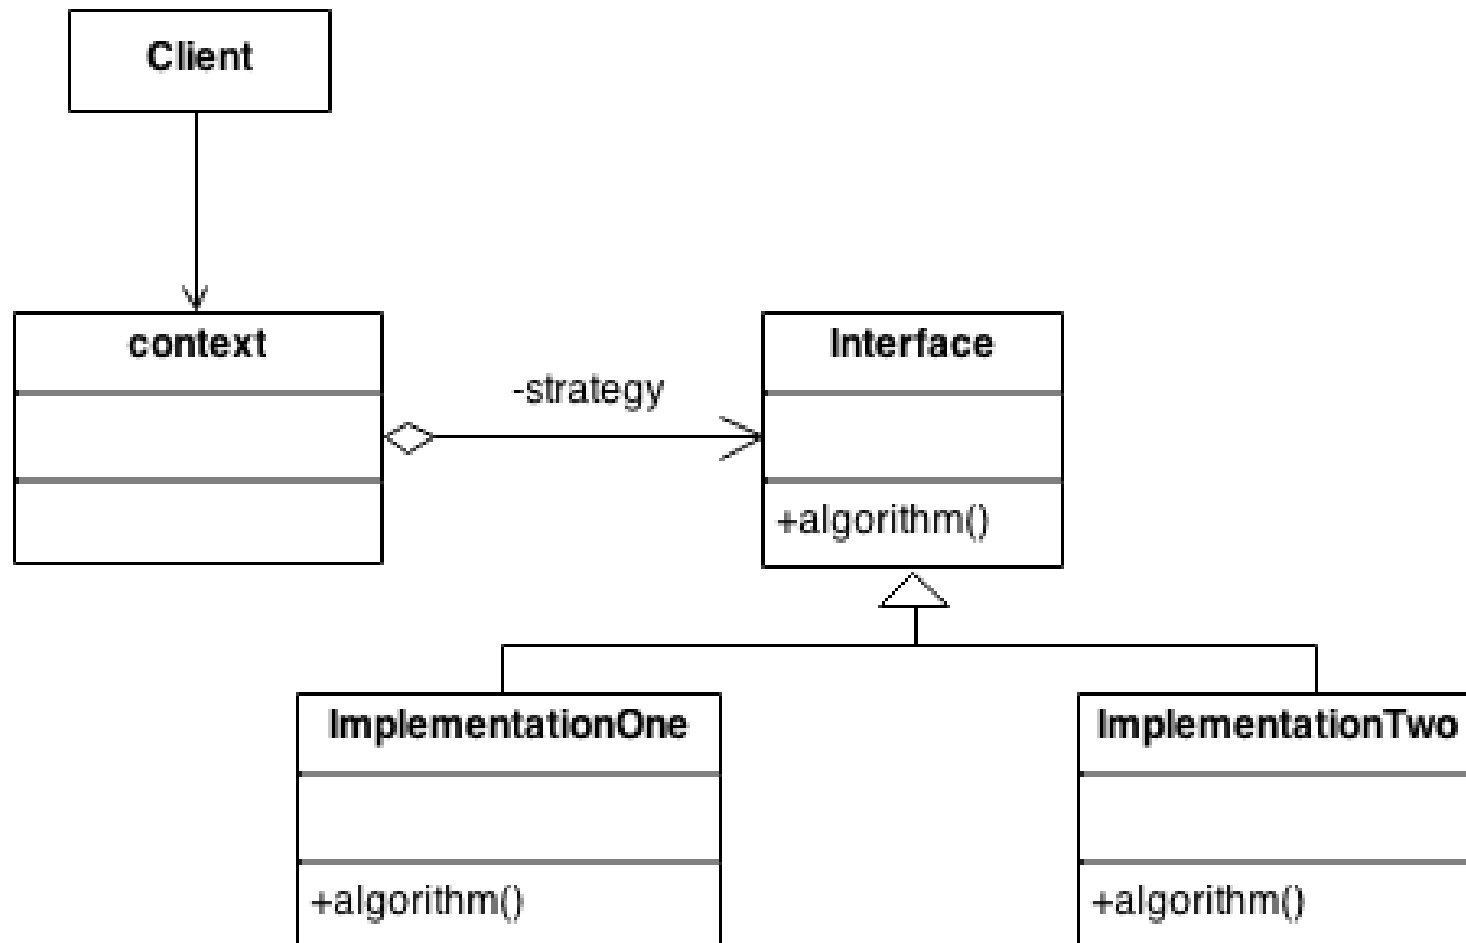 Client
context
-strategy
Interface
+algorithm()
ImplementationOne
+algorithm()
ImplementationTwo
+algorithm()